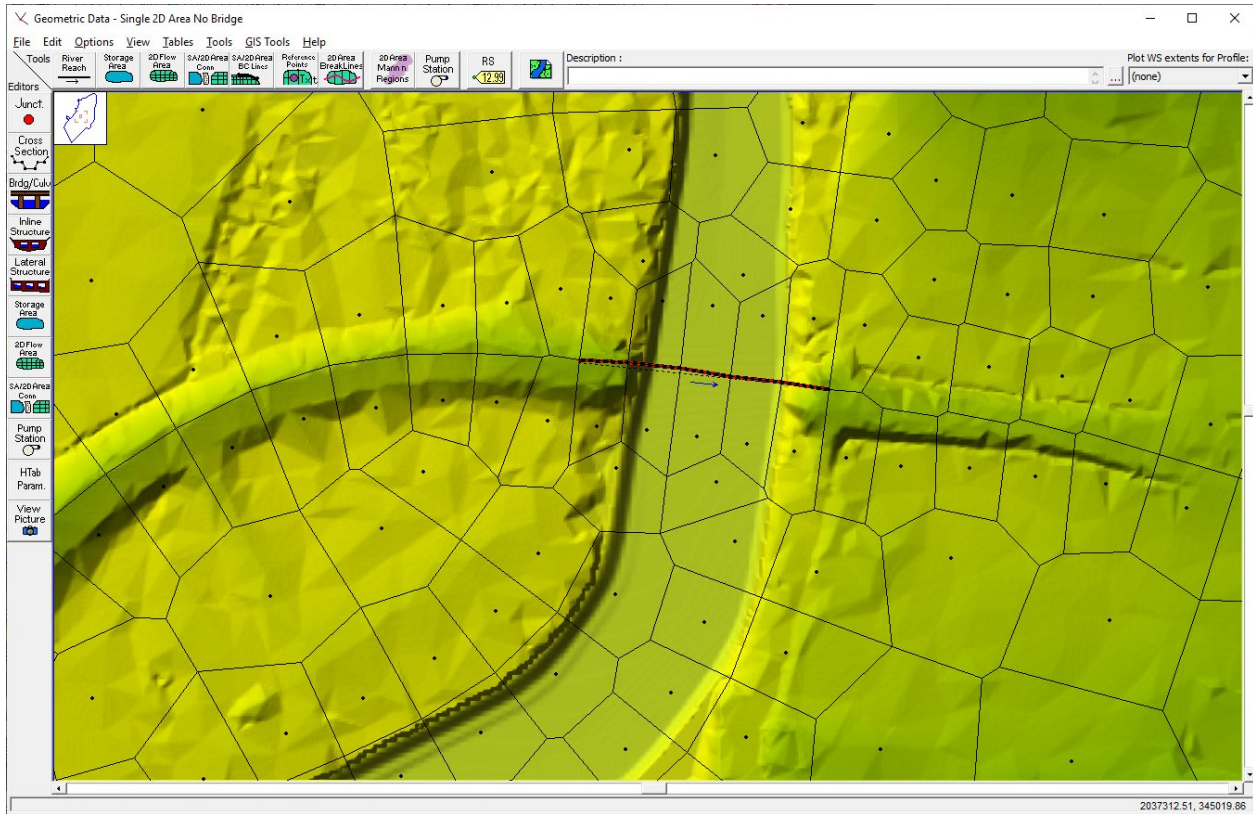 Geometric Data - Single 2D Area No Bridge
File Edit Options View Tables Tools GIS Tools Help
Tools
Editors
River
Reach
Storage
Area
2D Flow
Area
SA/2D Area
Conn
SA/2D Area
BC Lines
Reference
Points
2D Area
BreakLines
2D Area
Mann n
Regions
Pump
Station
RS
12.99
Description :
...
Plot WS extents for Profile:
(none)
Junct.
Cross
Section
Brdg/Culv
Inline
Structure
Lateral
Structure
Storage
Area
2D Flow
Area
SA/2D Area
Conn
Pump
Station
HTab
Param.
View
Picture
2037312.51, 345019.86